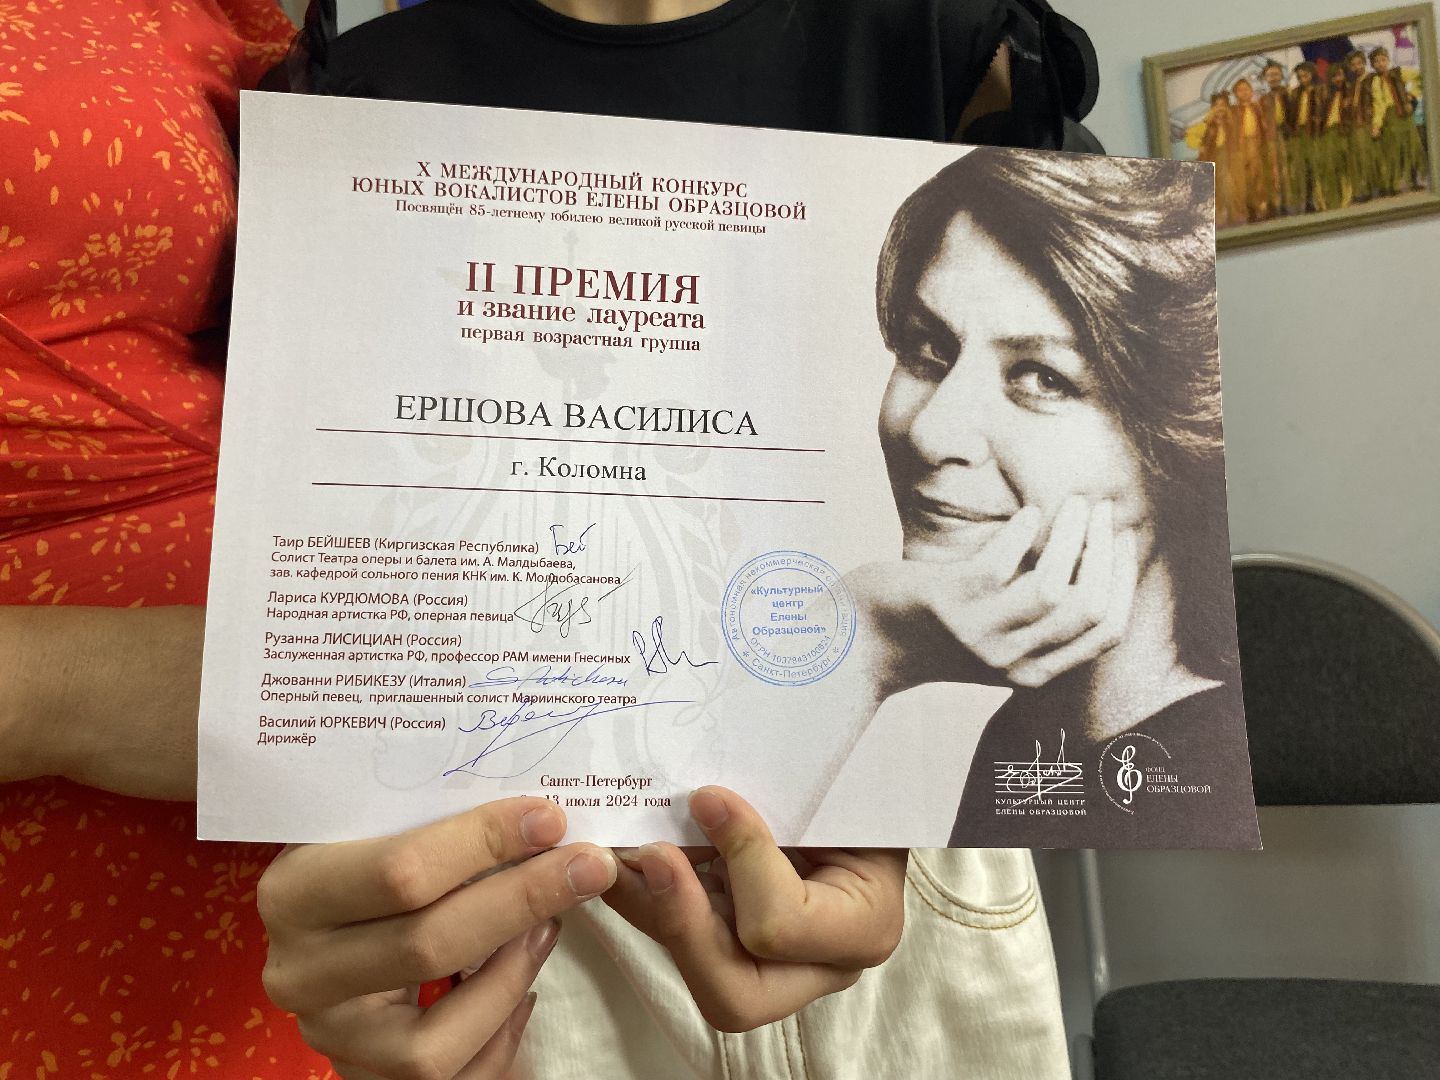 X МЕЖДУНАРОДНЫЙ КОНКУРС
ЮНЫХ ВОКАЛИСТОВ ЕЛЕНЫ ОБРАЗЦОВОЙ
Посвящён 85-летнему юбилею великой русской певицы
II ПРЕМИЯ
и звание лауреата
первая возрастная группа
ЕРШОВА ВАСИЛИСА
г. Коломна
Таир БЕЙШЕЕВ (Киргизская Республика)
Солист Театра оперы и балета им. А. Малдыбаева,
зав. кафедрой сольного пения КНК им. К. Молдобасанова
Лариса КУРДЮМОВА (Россия)
Народная артистка РФ, оперная певица
Рузанна ЛИСИЦИАН (Россия)
Заслуженная артистка РФ, профессор РАМ имени Гнесиных
Джованни РИБИКЕЗУ (Италия)
Оперный певец, приглашенный солист Мариинского театра
Василий ЮРКЕВИЧ (Россия)
Дирижёр
Автономная некоммерческая организация
«Культурный
центр
Елены
Образцовой»
Санкт-Петербург
Санкт-Петербург
13 июля 2024 года
КУЛЬТУРНЫЙ ЦЕНТР
ЕЛЕНЫ ОБРАЗЦОВОЙ
ФОНД
ЕЛЕНЫ
ОБРАЗЦОВОЙ